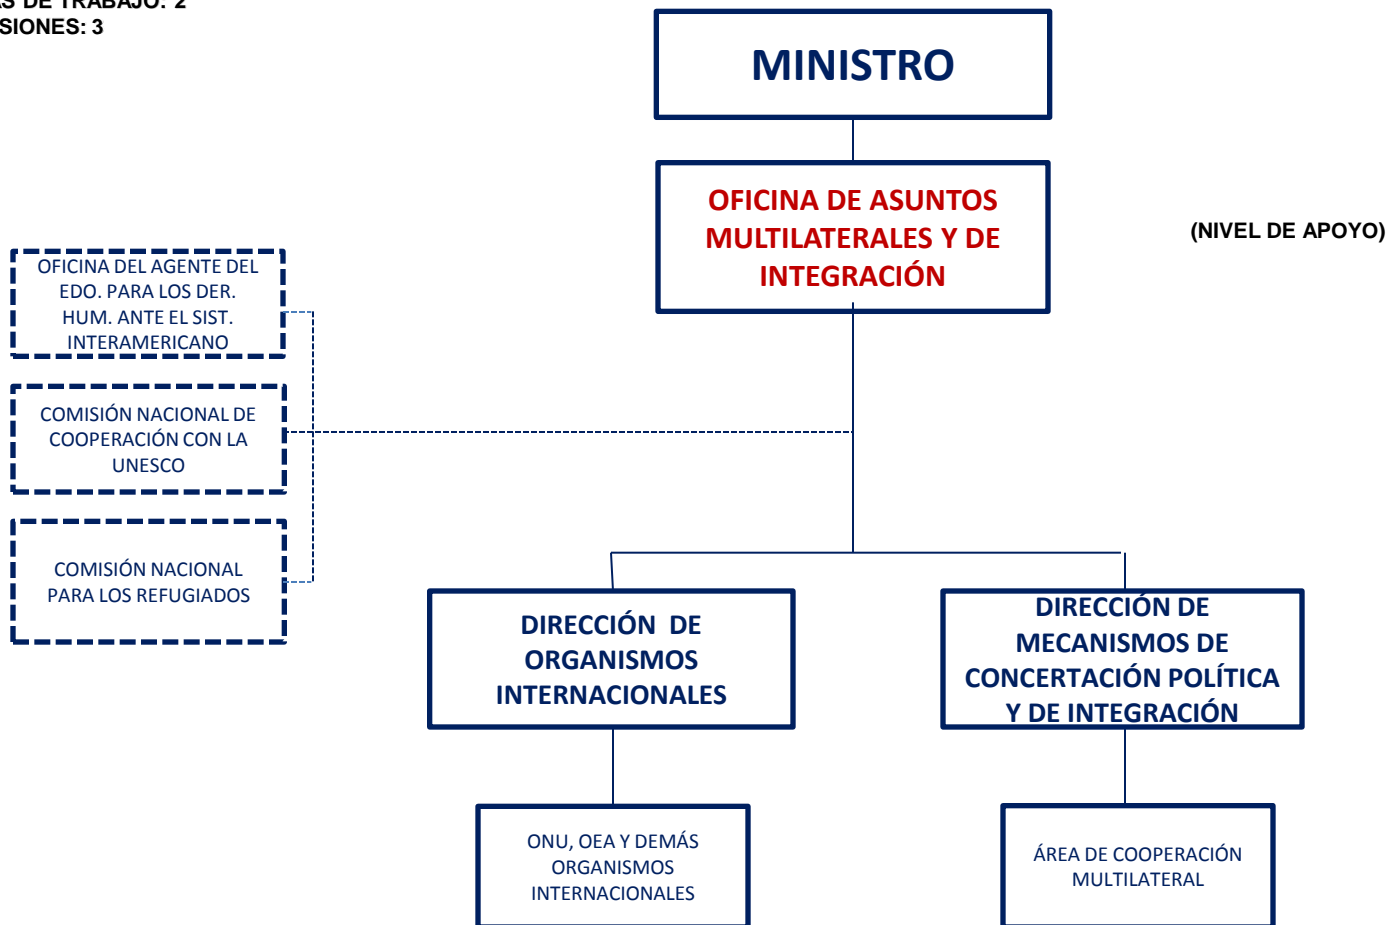 DE TRABAJO: 2
SIONES: 3
MINISTRO
OFICINA DE ASUNTOS
MULTILATERALES Y DE
INTEGRACIÓN
(NIVEL DE APOYO)
OFICINA DEL AGENTE DEL
EDO. PARA LOS DER.
HUM. ANTE EL SIST.
INTERAMERICANO
COMISIÓN NACIONAL DE
COOPERACIÓN CON LA
UNESCO
COMISIÓN NACIONAL
PARA LOS REFUGIADOS
DIRECCIÓN DE
ORGANISMOS
INTERNACIONALES
DIRECCIÓN DE
MECANISMOS DE
CONCERTACIÓN POLÍTICA
Y DE INTEGRACIÓN
ONU, OEA Y DEMÁS
ORGANISMOS
INTERNACIONALES
ÁREA DE COOPERACIÓN
MULTILATERAL